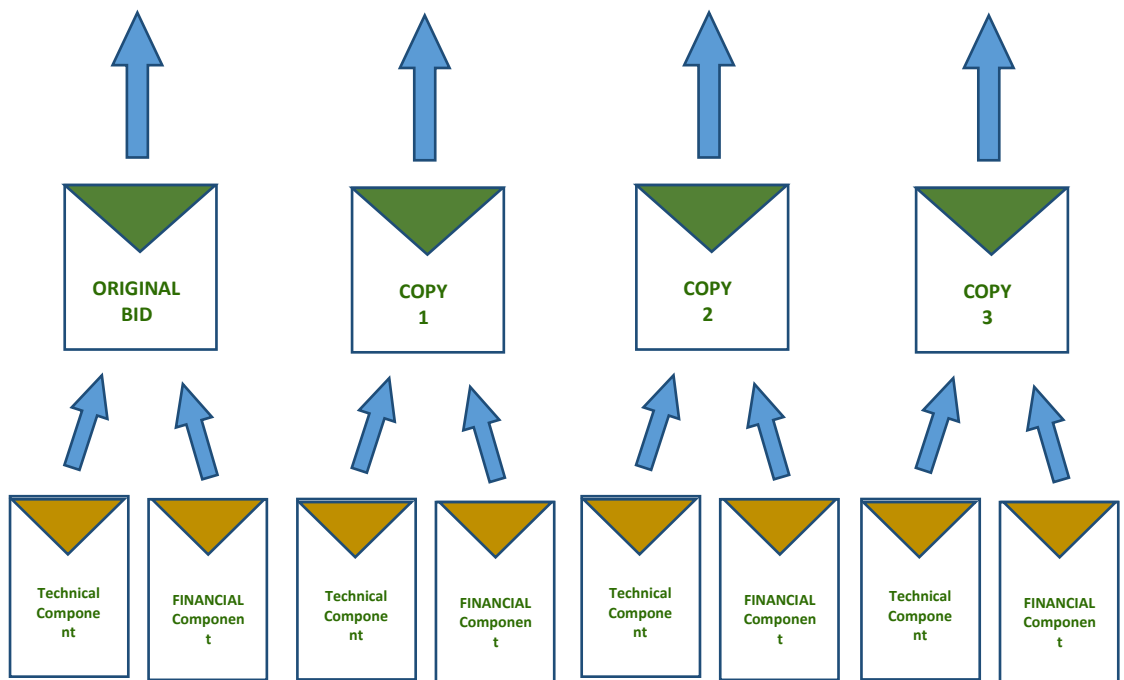 ORIGINAL
BID
COPY
1
COPY
2
COPY
3
Technical
Compone
nt
FINANCIAL
Componen
t
Technical
Compone
nt
FINANCIAL
Componen
t
Technical
Compone
nt
FINANCIAL
Componen
t
Technical
Compone
nt
FINANCIAL
Componen
t